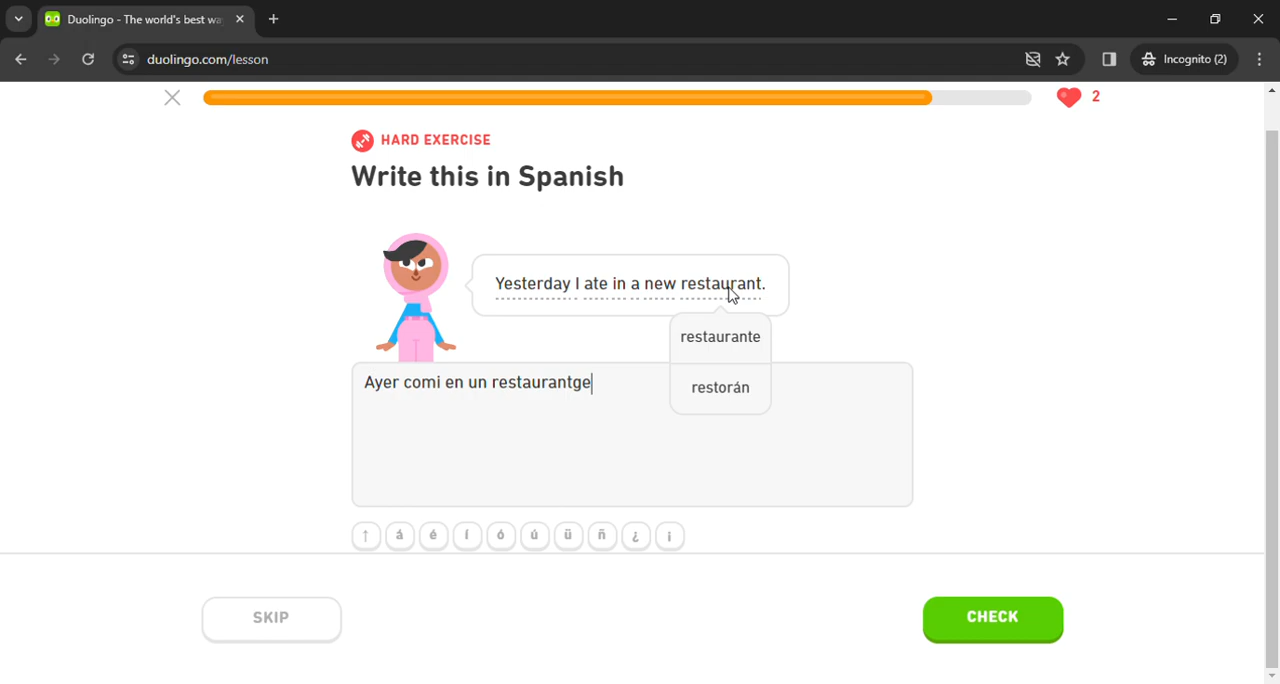 Duolingo - The world's best wa
duolingo.com/lesson
Incognito (2)
2
HARD EXERCISE
Write this in Spanish
Yesterday I ate in a new restaurant.
restaurante
restorán
Ayer comi en un restaurantge
↑ á é í ó ú ü ñ ¿ ¡
SKIP
CHECK